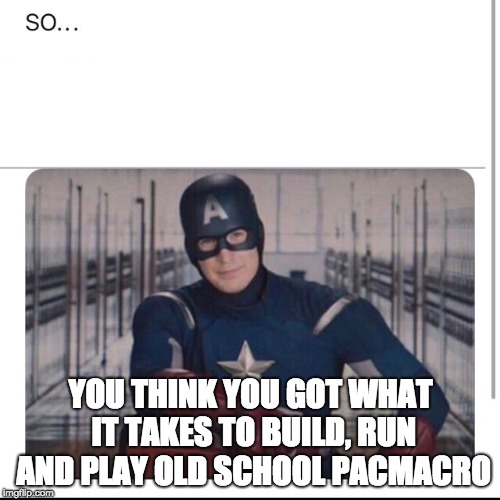 SO...
A
YOU THINK YOU GOT WHAT
IT TAKES TO BUILD, RUN
AND PLAY OLD SCHOOL PACMACRO
imgflip.com